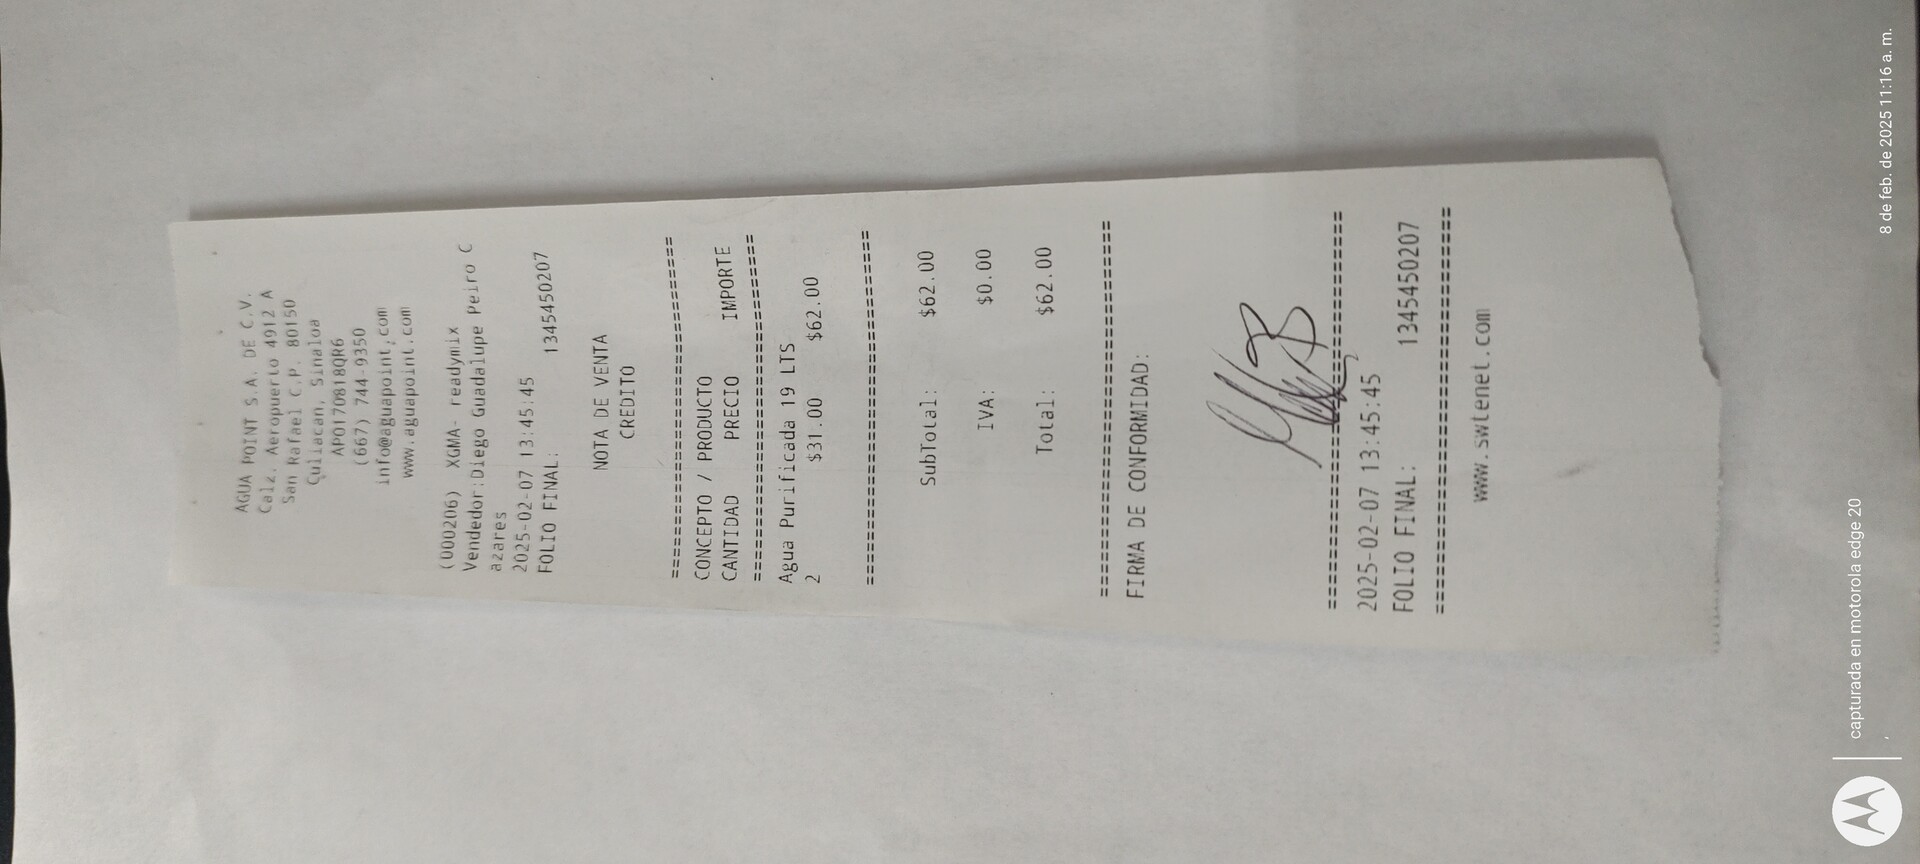 AGUA POINT S.A. DE C.V.
Calz. Aeropuerto 4912 A
San Rafael C.P. 80150
Culiacan, Sinaloa
APO170818QR6
(667) 744-9350
info@aguapoint.com
www.aguapoint.com
(000206) XGMA- readymix
Vendedor:Diego Guadalupe Peiro C
azares
2025-02-07 13:45:45
FOLIO FINAL: 1345450207
NOTA DE VENTA
CREDITO
================================
CONCEPTO / PRODUCTO
CANTIDAD PRECIO IMPORTE
================================
Agua Purificada 19 LTS
2 $31.00 $62.00
================================
SubTotal: $62.00
IVA: $0.00
Total: $62.00
================================
FIRMA DE CONFORMIDAD:
================================
2025-02-07 13:45:45
FOLIO FINAL: 1345450207
================================
www.swtenet.com
capturada en motorola edge 20
8 de feb. de 2025 11:16 a. m.